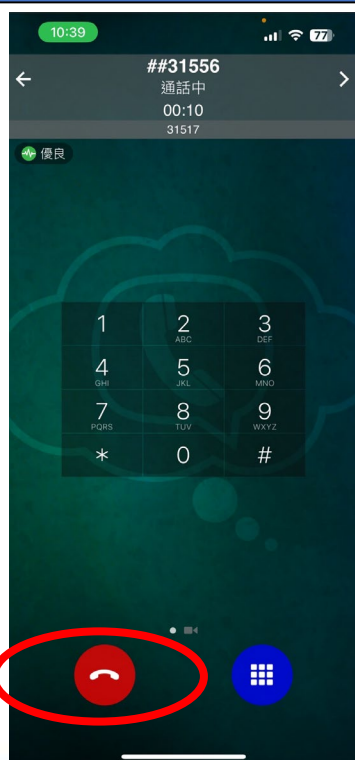 10:39
77
##31556
通話中
00:10
31517
優良
1
2
ABC
3
DEF
4
GHI
5
JKL
6
MNO
7
PQRS
8
TUV
9
WXYZ
*
0
#